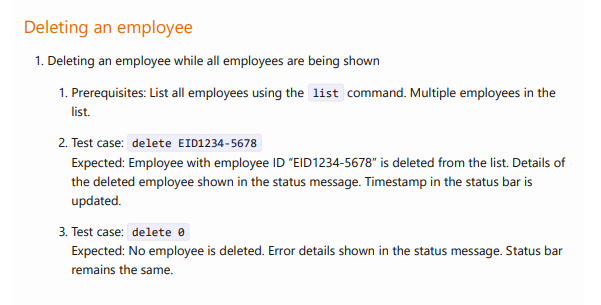 Deleting an employee
1. Deleting an employee while all employees are being shown
1. Prerequisites: List all employees using the list command. Multiple employees in the
list.
2. Test case: delete EID1234-5678
Expected: Employee with employee ID “EID1234-5678” is deleted from the list. Details of
the deleted employee shown in the status message. Timestamp in the status bar is
updated.
3. Test case: delete 0
Expected: No employee is deleted. Error details shown in the status message. Status bar
remains the same.